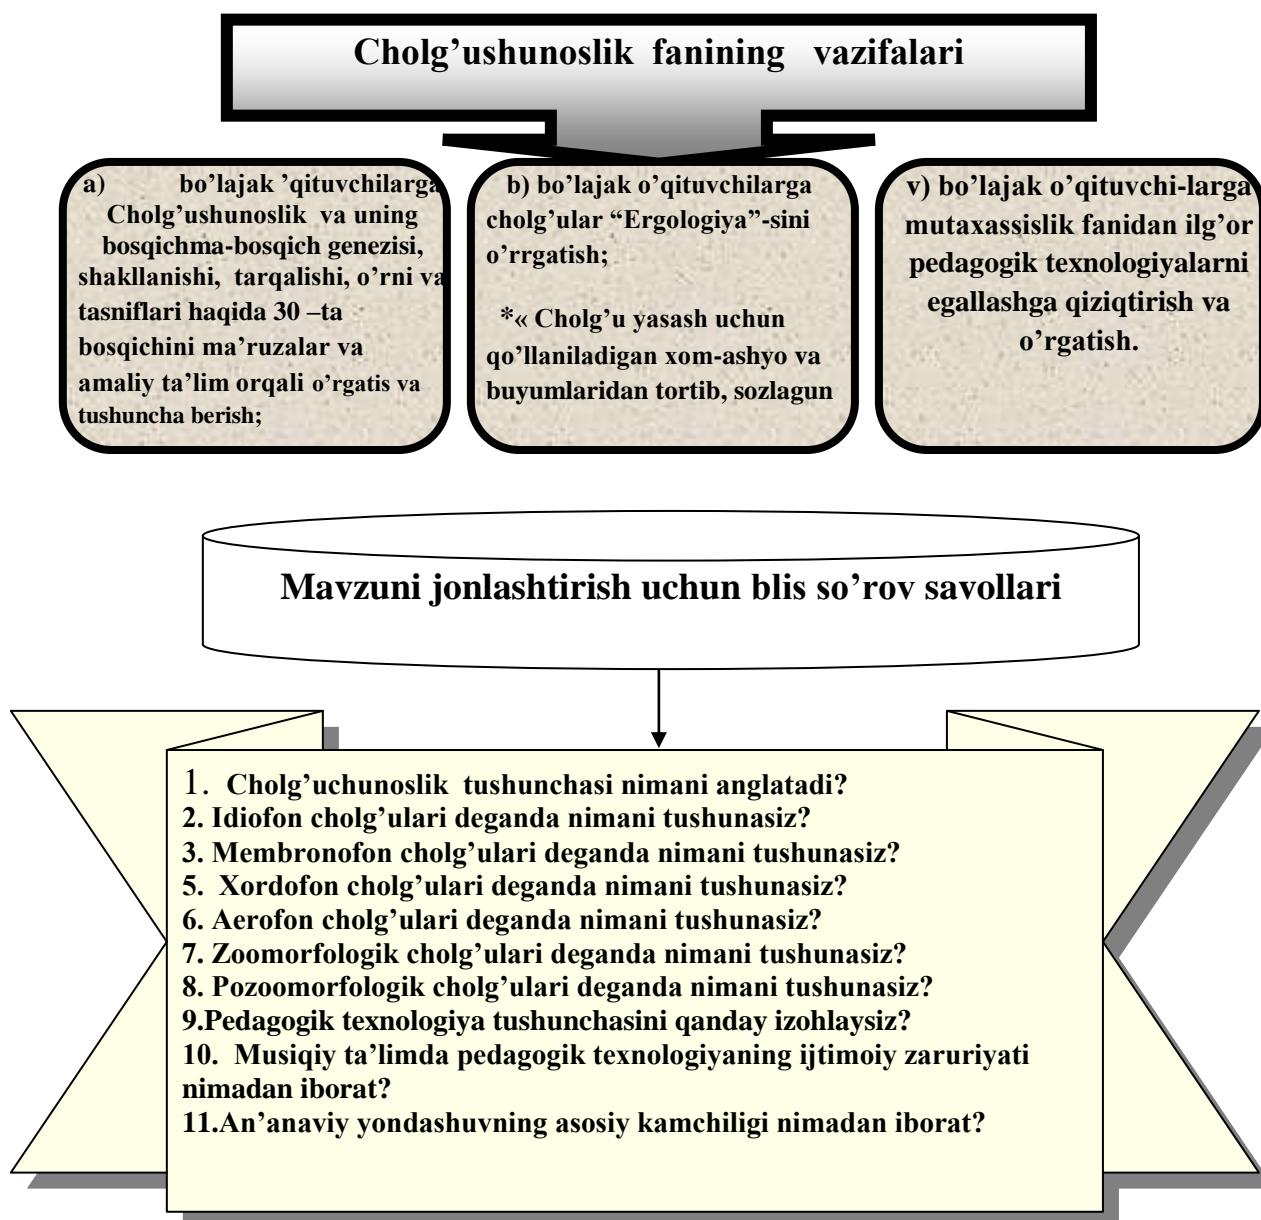 Cholg’ushunoslik fanining vazifalari
a) bo’lajak ’qituvchilarga
Cholg’ushunoslik va uning
bosqichma-bosqich genezisi,
shakllanishi, tarqalishi, o’rni va
tasniflari haqida 30 –ta
bosqichini ma’ruzalar va
amaliy ta’lim orqali o’rgatis va
tushuncha berish;
b) bo’lajak o’qituvchilarga
cholg’ular “Ergologiya”-sini
o’rrgatish;
*« Cholg’u yasash uchun
qo’llaniladigan xom-ashyo va
buyumlaridan tortib, sozlagun
v) bo’lajak o’qituvchi-larga
mutaxassislik fanidan ilg’or
pedagogik texnologiyalarni
egallashga qiziqtirish va
o’rgatish.
Mavzuni jonlashtirish uchun blis so’rov savollari
1. Cholg’uchunoslik tushunchasi nimani anglatadi?
2. Idiofon cholg’ulari deganda nimani tushunasiz?
3. Membronofon cholg’ulari deganda nimani tushunasiz?
5. Xordofon cholg’ulari deganda nimani tushunasiz?
6. Aerofon cholg’ulari deganda nimani tushunasiz?
7. Zoomorfologik cholg’ulari deganda nimani tushunasiz?
8. Pozoomorfologik cholg’ulari deganda nimani tushunasiz?
9.Pedagogik texnologiya tushunchasini qanday izohlaysiz?
10. Musiqiy ta’limda pedagogik texnologiyaning ijtimoiy zaruriyati
nimadan iborat?
11.An’anaviy yondashuvning asosiy kamchiligi nimadan iborat?